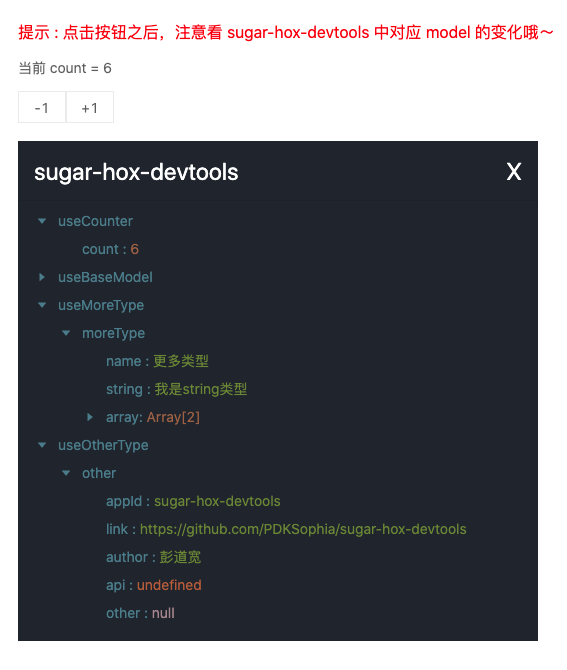 提示 : 点击按钮之后，注意看 sugar-hox-devtools 中对应 model 的变化哦～
当前 count = 6
-1 +1
sugar-hox-devtools X
useCounter
count : 6
useBaseModel
useMoreType
moreType
name : 更多类型
string : 我是string类型
array: Array[2]
useOtherType
other
appId : sugar-hox-devtools
link : https://github.com/PDKSophia/sugar-hox-devtools
author : 彭道宽
api : undefined
other : null